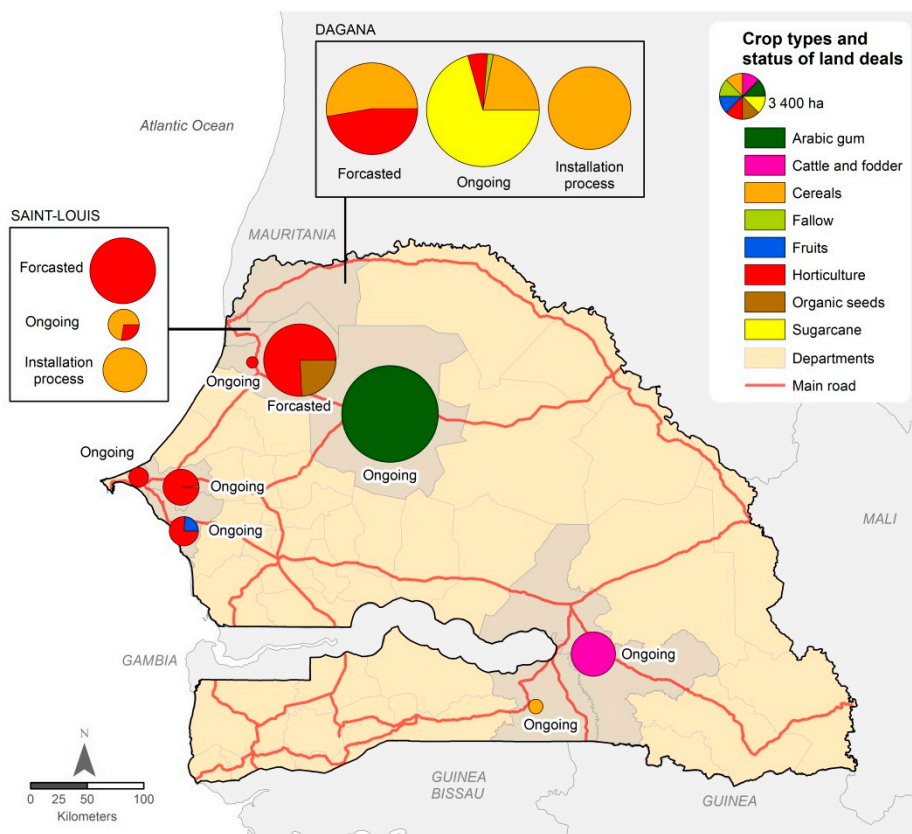 DAGANA
Forcasted
Ongoing
Installation
process
Crop types and
status of land deals
3 400 ha
Arabic gum
Cattle and fodder
Cereals
Fallow
Fruits
Horticulture
Organic seeds
Sugarcane
Departments
Main road
Atlantic Ocean
SAINT-LOUIS
Forcasted
Ongoing
Installation
process
MAURITANIA
Ongoing
Forcasted
Ongoing
Ongoing
Ongoing
Ongoing
MALI
GAMBIA
Ongoing
Ongoing
N
0 25 50 100
Kilometers
GUINEA
BISSAU
GUINEA